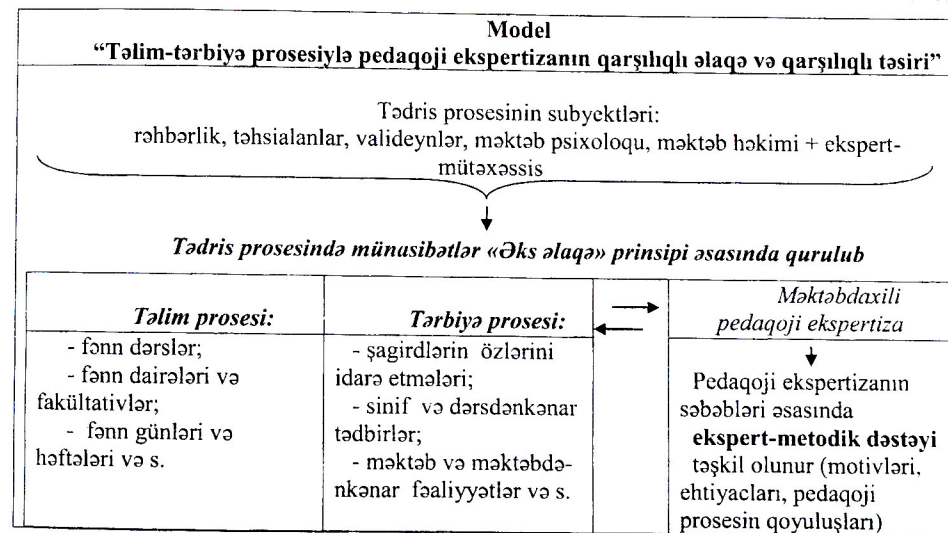 Model
“Təlim-tərbiyə prosesiylə pedaqoji ekspertizanın qarşılıqlı əlaqə və qarşılıqlı təsiri”
Tədris prosesinin subyektləri:
rəhbərlik, təhsialanlar, valideynlər, məktəb psixoloqu, məktəb həkimi + ekspert-
mütəxəssis
Tədris prosesində münusibətlər «Əks əlaqə» prinsipi əsasında qurulub
Təlim prosesi:
- fənn dərslər;
- fənn dairələri və
fakültativlər;
- fənn günləri və
həftələri və s.
Tərbiyə prosesi:
- şagirdlərin özlərini
idarə etmələri;
- sinif və dərsdənkənar
tədbirlər;
- məktəb və məktəbdə-
nkənar fəaliyyətlər və s.
Məktəbdaxili
pedaqoji ekspertiza
Pedaqoji ekspertizanın
səbəbləri əsasında
ekspert-metodik dəstəyi
təşkil olunur (motivləri,
ehtiyacları, pedaqoji
prosesin qoyuluşları)